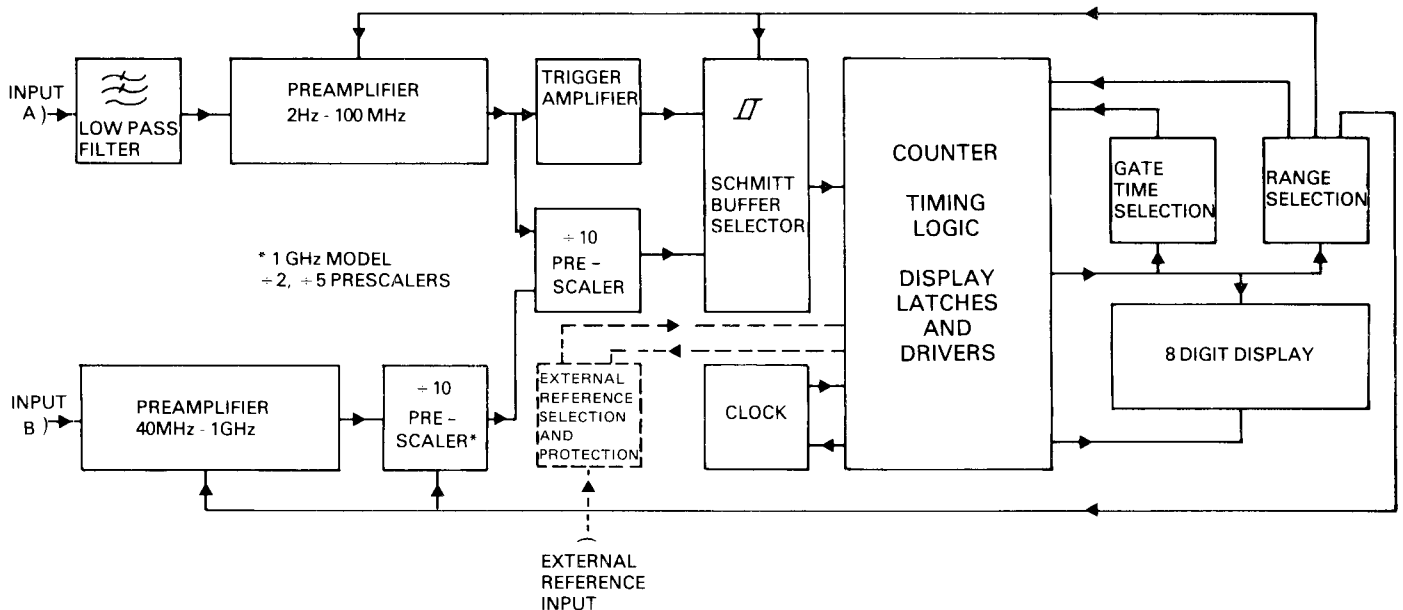 INPUT
A )
LOW PASS
FILTER
PREAMPLIFIER
2Hz - 100 MHz
TRIGGER
AMPLIFIER
SCHMITT
BUFFER
SELECTOR
÷ 10
PRE -
SCALER
* 1 GHz MODEL
÷2, ÷5 PRESCALERS
INPUT
B )
PREAMPLIFIER
40MHz - 1GHz
÷ 10
PRE -
SCALER*
EXTERNAL
REFERENCE
SELECTION
AND
PROTECTION
EXTERNAL
REFERENCE
INPUT
CLOCK
COUNTER
TIMING
LOGIC
DISPLAY
LATCHES
AND
DRIVERS
GATE
TIME
SELECTION
RANGE
SELECTION
8 DIGIT DISPLAY